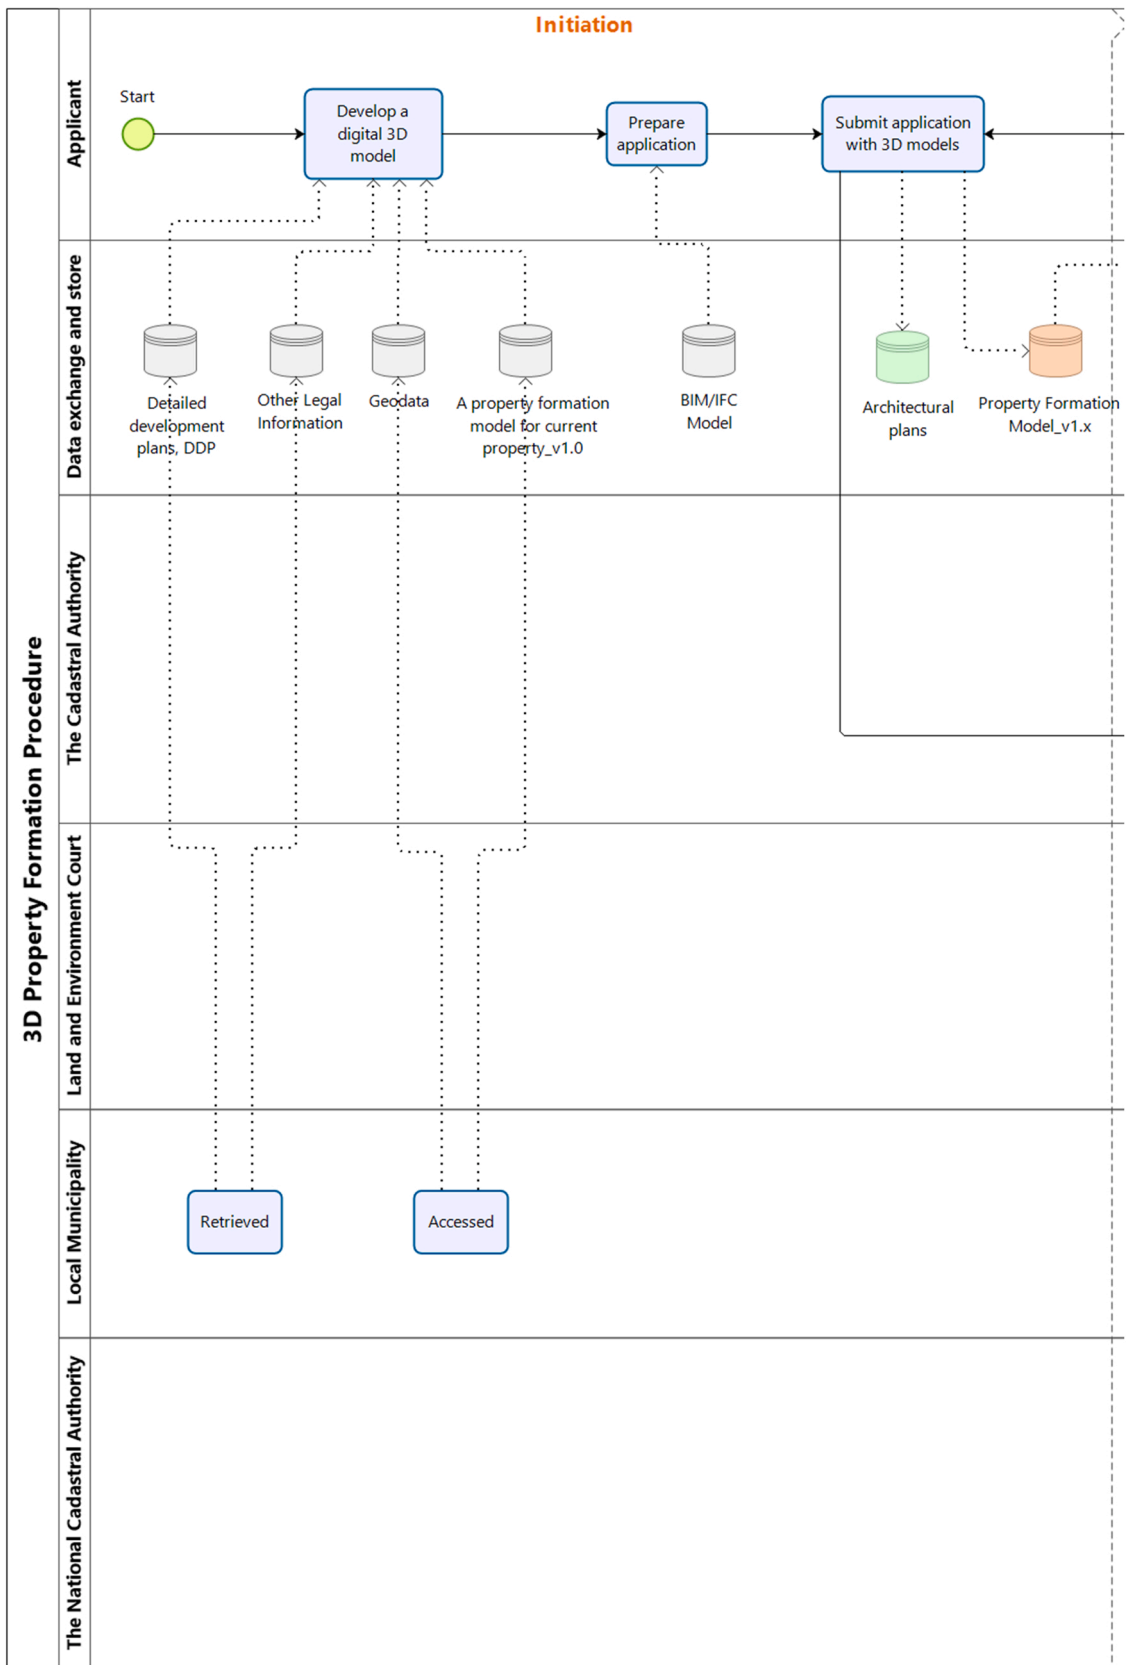 3D Property Formation Procedure
Initiation
Applicant
Start
Develop a
digital 3D
model
Prepare
application
Submit application
with 3D models
Data exchange and store
Detailed
development
plans, DDP
Other Legal
Information
Geodata
A property formation
model for current
property_v1.0
BIM/IFC
Model
Architectural
plans
Property Formation
Model_v1.x
The Cadastral Authority
Land and Environment Court
Local Municipality
Retrieved
Accessed
The National Cadastral Authority